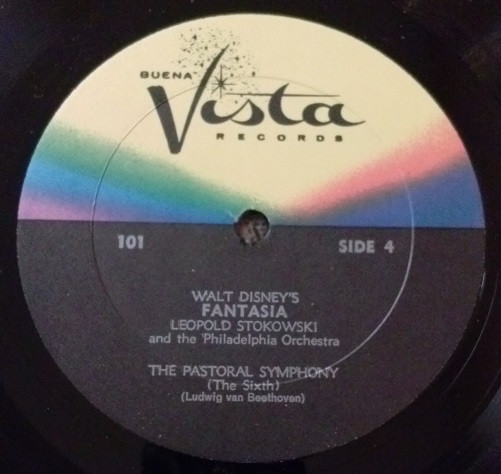 BUENA
Vista
RECORDS
101 SIDE 4
WALT DISNEY'S
FANTASIA
LEOPOLD STOKOWSKI
and the Philadelphia Orchestra
THE PASTORAL SYMPHONY
(The Sixth)
(Ludwig van Beethoven)